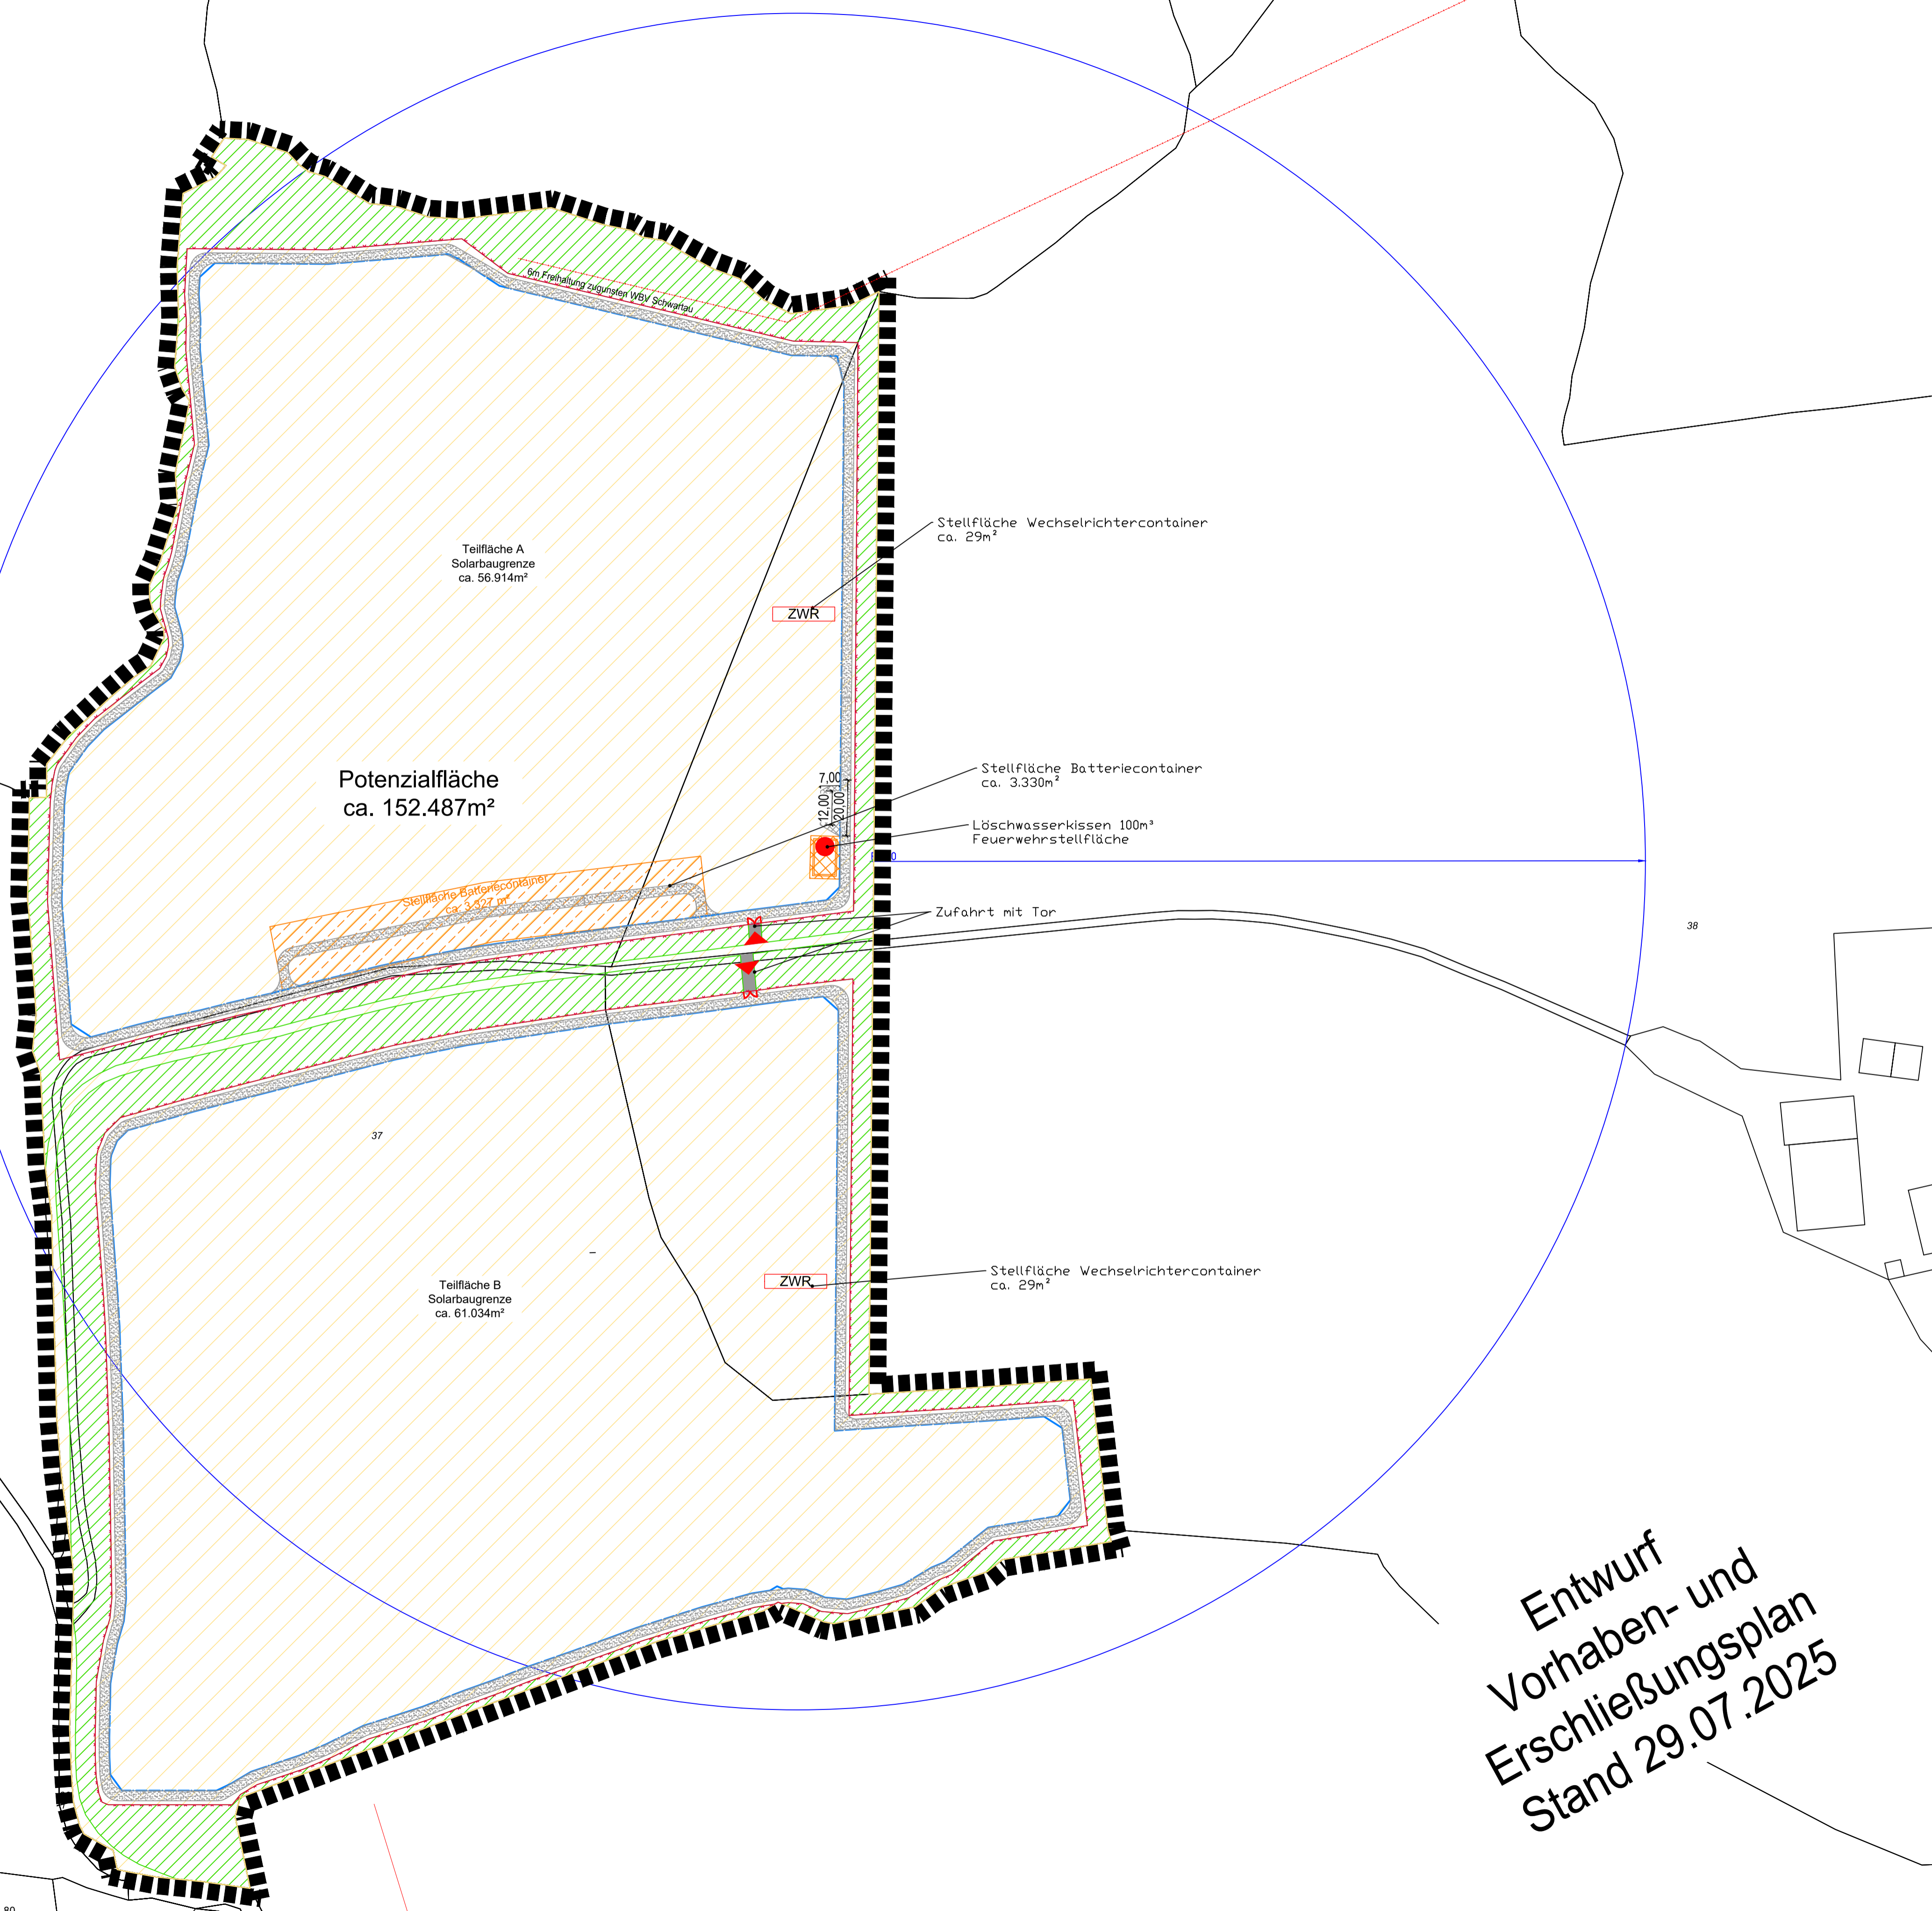 6m Freihaltung zugunsten WBV Schwartau
Stellfläche Wechselrichtercontainer
ca. 29m²
Teilfläche A
Solarbaugrenze
ca. 56.914m²
ZWR
Potenzialfläche
ca. 152.487m²
7,00
12,00
20,00
Stellfläche Batteriecontainer
ca. 3.330m²
Löschwasserkissen 100m³
Feuerwehrstellfläche
Stellfläche Batteriecontainer
ca. 3.327 m²
Zufahrt mit Tor
38
37
Teilfläche B
Solarbaugrenze
ca. 61.034m²
ZWR
Stellfläche Wechselrichtercontainer
ca. 29m²
Entwurf
Vorhaben- und
Erschließungsplan
Stand 29.07.2025